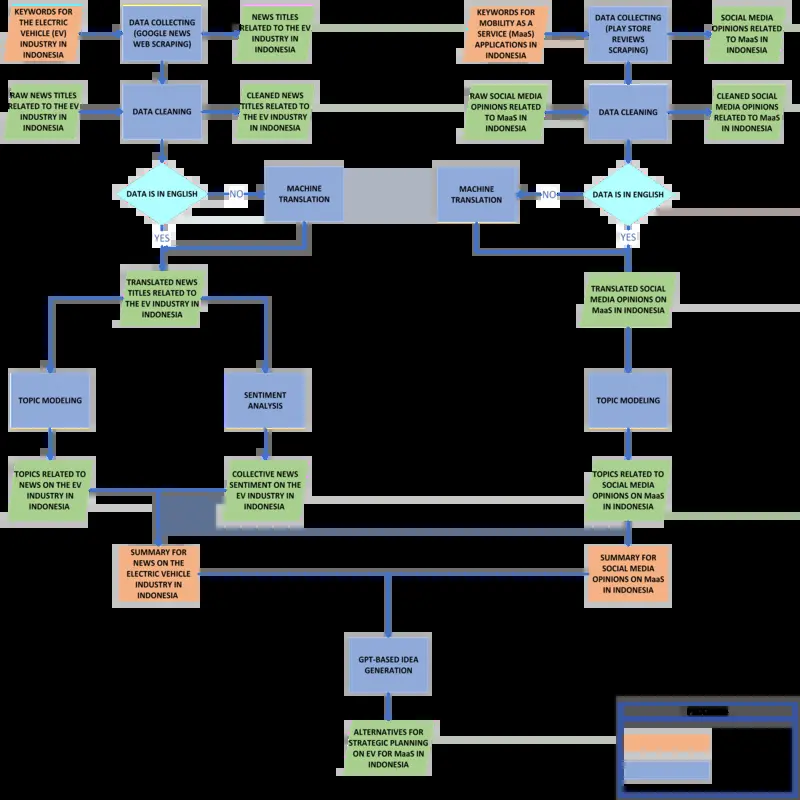 KEYWORDS FOR
THE ELECTRIC
VEHICLE (EV)
INDUSTRY IN
INDONESIA
DATA COLLECTING
(GOOGLE NEWS
WEB SCRAPING)
NEWS TITLES
RELATED TO THE EV
INDUSTRY IN
INDONESIA
KEYWORDS FOR
MOBILITY AS A
SERVICE (MaaS)
APPLICATIONS IN
INDONESIA
DATA COLLECTING
(PLAY STORE
REVIEWS
SCRAPING)
SOCIAL MEDIA
OPINIONS RELATED
TO MaaS IN
INDONESIA
RAW NEWS TITLES
RELATED TO THE EV
INDUSTRY IN
INDONESIA
DATA CLEANING
CLEANED NEWS
TITLES RELATED TO
THE EV INDUSTRY
IN INDONESIA
RAW SOCIAL MEDIA
OPINIONS RELATED
TO MaaS IN
INDONESIA
DATA CLEANING
CLEANED SOCIAL
MEDIA OPINIONS
RELATED TO MaaS
IN INDONESIA
DATA IS IN ENGLISH
NO
MACHINE
TRANSLATION
MACHINE
TRANSLATION
NO
DATA IS IN ENGLISH
YES
YES
TRANSLATED NEWS
TITLES RELATED TO
THE EV INDUSTRY IN
INDONESIA
TRANSLATED SOCIAL
MEDIA OPINIONS ON
MaaS IN INDONESIA
TOPIC MODELING
SENTIMENT
ANALYSIS
TOPIC MODELING
TOPICS RELATED TO
NEWS ON THE EV
INDUSTRY IN
INDONESIA
COLLECTIVE NEWS
SENTIMENT ON THE
EV INDUSTRY IN
INDONESIA
TOPICS RELATED TO
SOCIAL MEDIA
OPINIONS ON MaaS
IN INDONESIA
SUMMARY FOR
NEWS ON THE
ELECTRIC VEHICLE
INDUSTRY IN
INDONESIA
SUMMARY FOR
SOCIAL MEDIA
OPINIONS ON MaaS
IN INDONESIA
GPT-BASED IDEA
GENERATION
ALTERNATIVES FOR
STRATEGIC PLANNING
ON EV FOR MaaS IN
INDONESIA